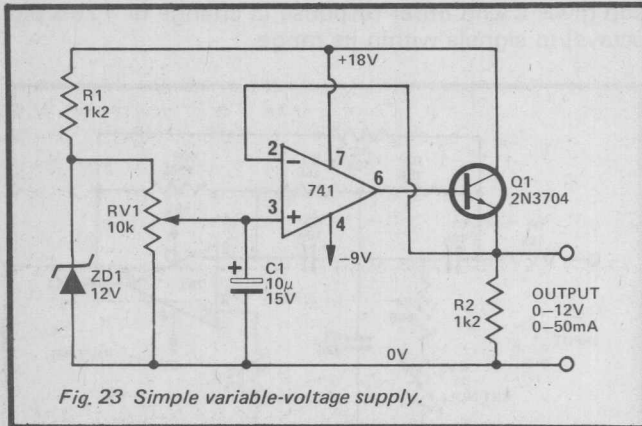 +18V
R1
1k2
2
7
741
6
3
4
-9V
Q1
2N3704
RV1
10k
C1
10μ
15V
ZD1
12V
R2
1k2
OUTPUT
0–12V
0–50mA
0V
Fig. 23 Simple variable-voltage supply.